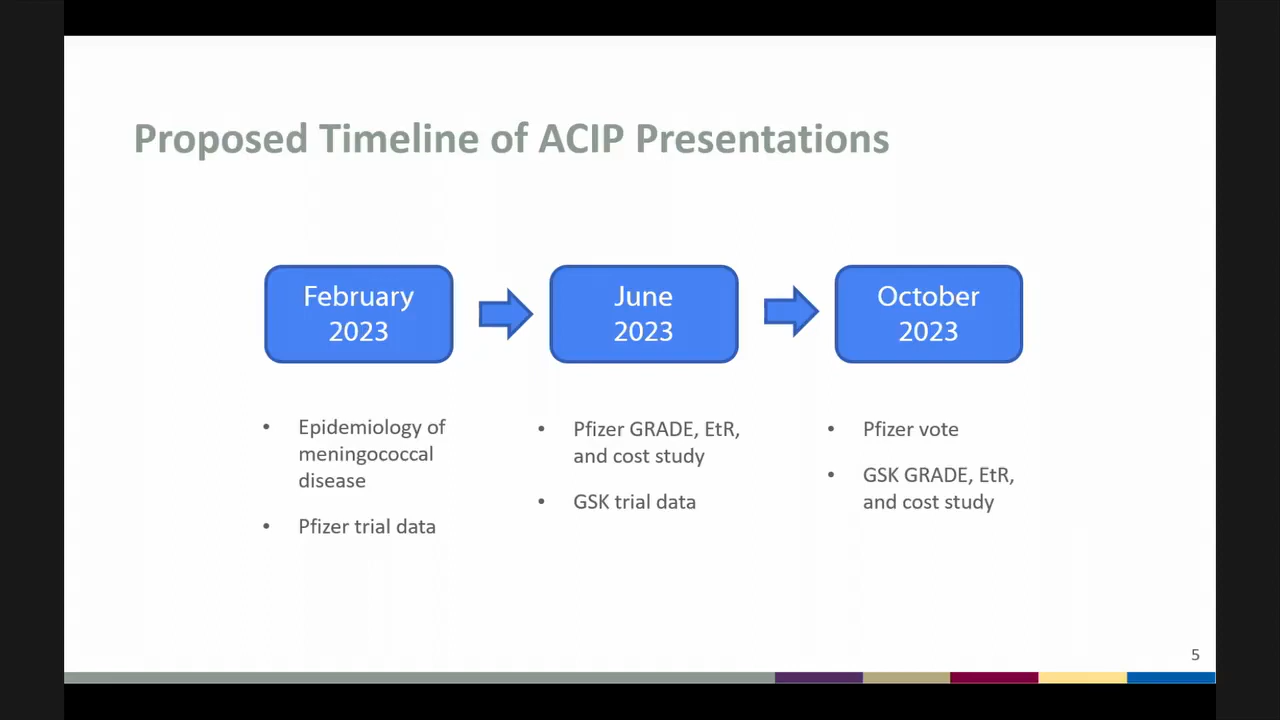 Proposed Timeline of ACIP Presentations
February
2023
June
2023
October
2023
• Epidemiology of
meningococcal
disease
• Pfizer trial data
• Pfizer GRADE, EtR,
and cost study
• GSK trial data
• Pfizer vote
• GSK GRADE, EtR,
and cost study
5